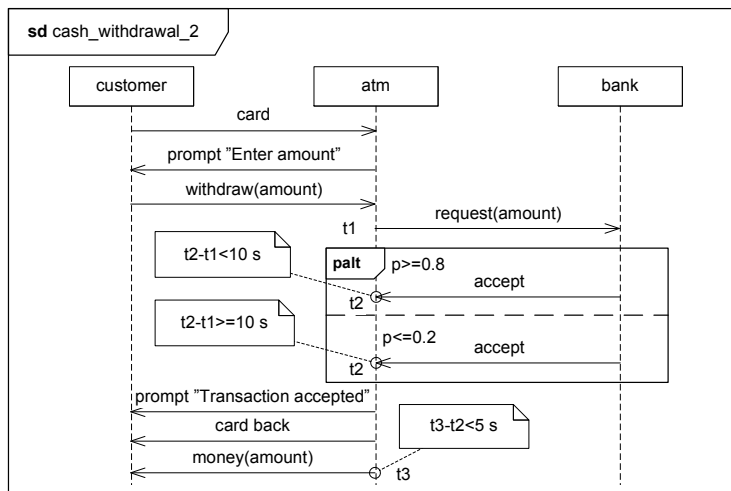 sd cash_withdrawal_2
customer
atm
bank
card
prompt ”Enter amount”
withdraw(amount)
t1
request(amount)
t2-t1<10 s
palt
p>=0.8
accept
t2
t2-t1>=10 s
p<=0.2
accept
t2
prompt ”Transaction accepted”
card back
t3-t2<5 s
money(amount)
t3